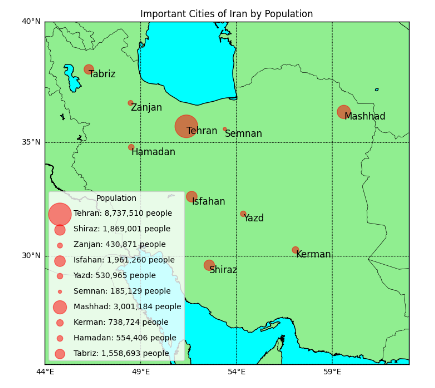 Important Cities of Iran by Population
40°N
Tabriz
Zanjan
Mashhad
Tehran
Semnan
35°N
Hamadan
Population
Tehran: 8,737,510 people
Shiraz: 1,869,001 people
Zanjan: 430,871 people
Isfahan: 1,961,260 people
Yazd: 530,965 people
Semnan: 185,129 people
Mashhad: 3,001,184 people
Kerman: 738,724 people
Hamadan: 554,406 people
Tabriz: 1,558,693 people
Isfahan
Yazd
Kerman
30°N
Shiraz
44°E
49°E
54°E
59°E